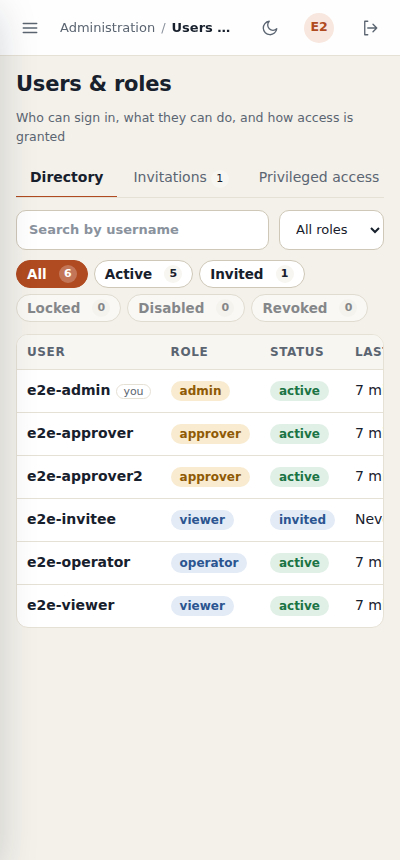 Administration / Users ... E2
Users & roles
Who can sign in, what they can do, and how access is
granted
Directory Invitations 1 Privileged access
Search by username All roles
All 6 Active 5 Invited 1
Locked 0 Disabled 0 Revoked 0
USER ROLE STATUS LAS
e2e-admin you admin active 7 m
e2e-approver approver active 7 m
e2e-approver2 approver active 7 m
e2e-invitee viewer invited Nev
e2e-operator operator active 7 m
e2e-viewer viewer active 7 m